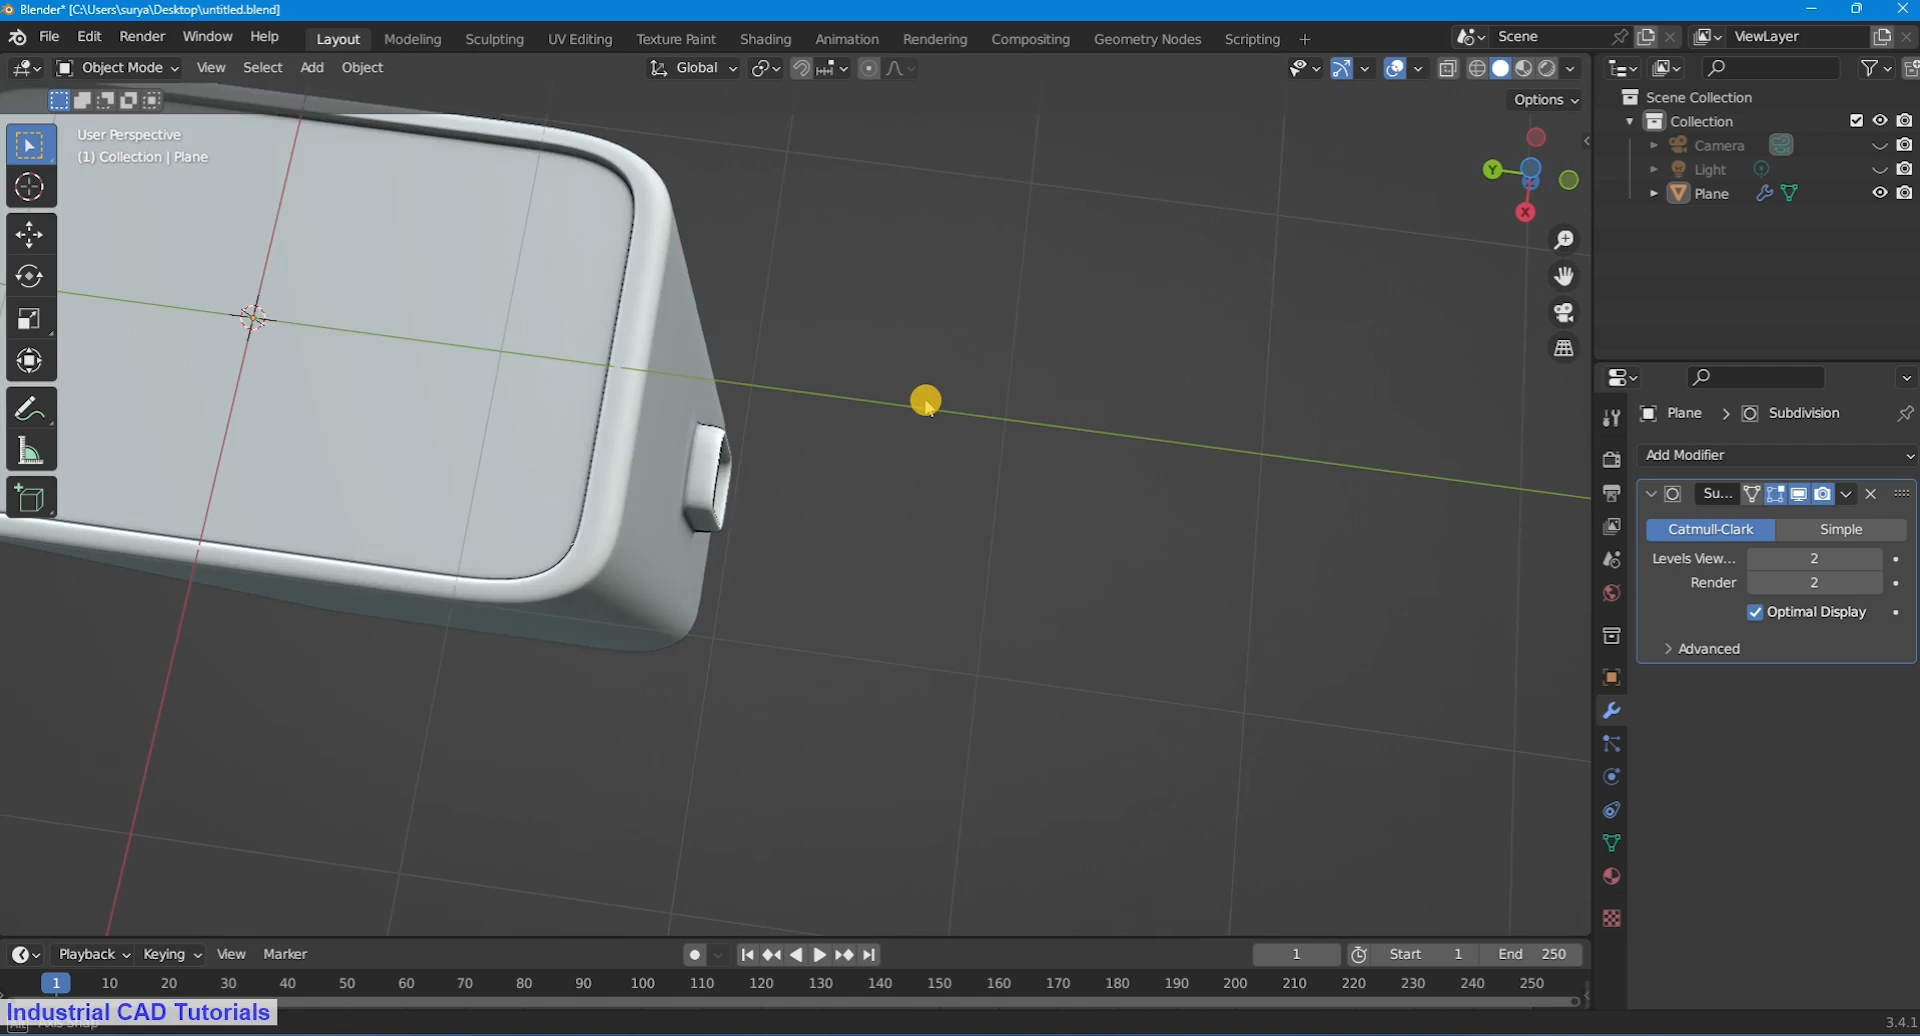 Blender* [C:\Users\surya\Desktop\untitled.blend]
File Edit Render Window Help Layout Modeling Sculpting UV Editing Texture Paint Shading Animation Rendering Compositing Geometry Nodes Scripting + Scene ViewLayer
Object Mode View Select Add Object Global
Options
User Perspective
(1) Collection | Plane
Y
X
Scene Collection
Collection
Camera
Light
Plane
Plane > Subdivision
Add Modifier
Su...
Catmull-Clark Simple
Levels View... 2
Render 2
Optimal Display
> Advanced
Playback Keying View Marker 1 Start 1 End 250
1 10 20 30 40 50 60 70 80 90 100 110 120 130 140 150 160 170 180 190 200 210 220 230 240 250
Industrial CAD Tutorials
3.4.1